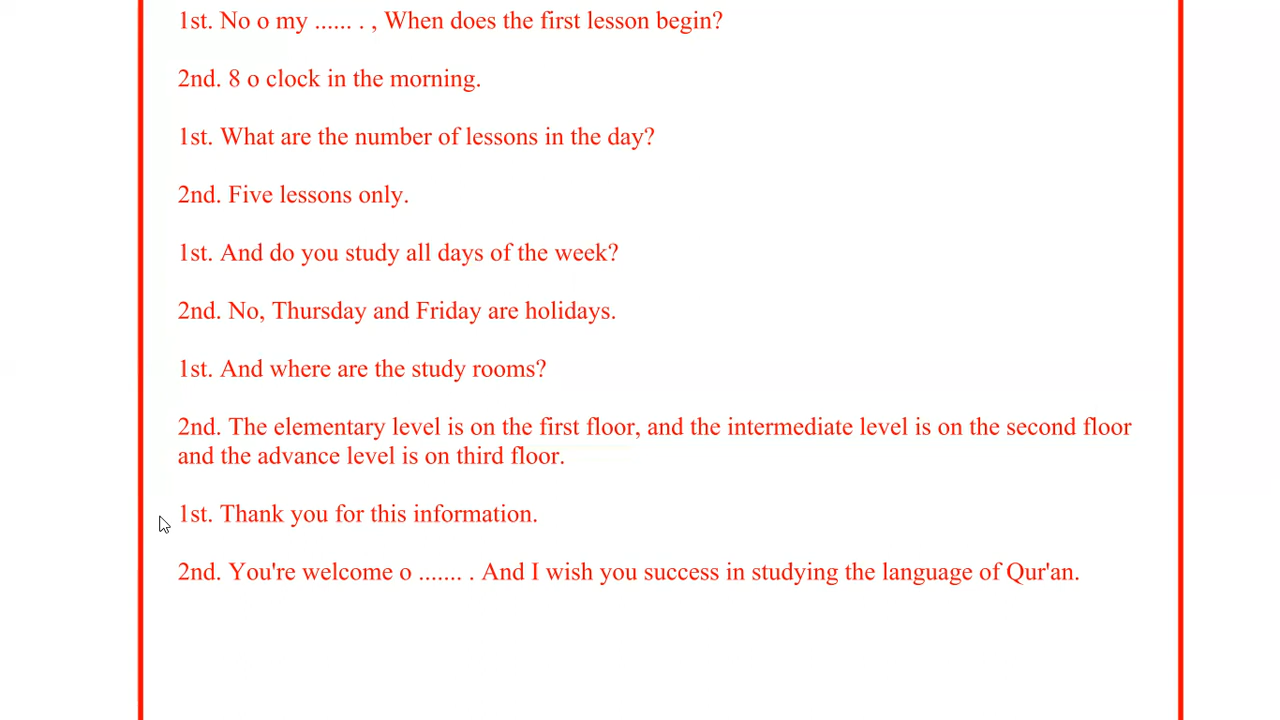 1st. No o my ...... . , When does the first lesson begin?
2nd. 8 o clock in the morning.
1st. What are the number of lessons in the day?
2nd. Five lessons only.
1st. And do you study all days of the week?
2nd. No, Thursday and Friday are holidays.
1st. And where are the study rooms?
2nd. The elementary level is on the first floor, and the intermediate level is on the second floor
and the advance level is on third floor.
1st. Thank you for this information.
2nd. You're welcome o ....... . And I wish you success in studying the language of Qur'an.